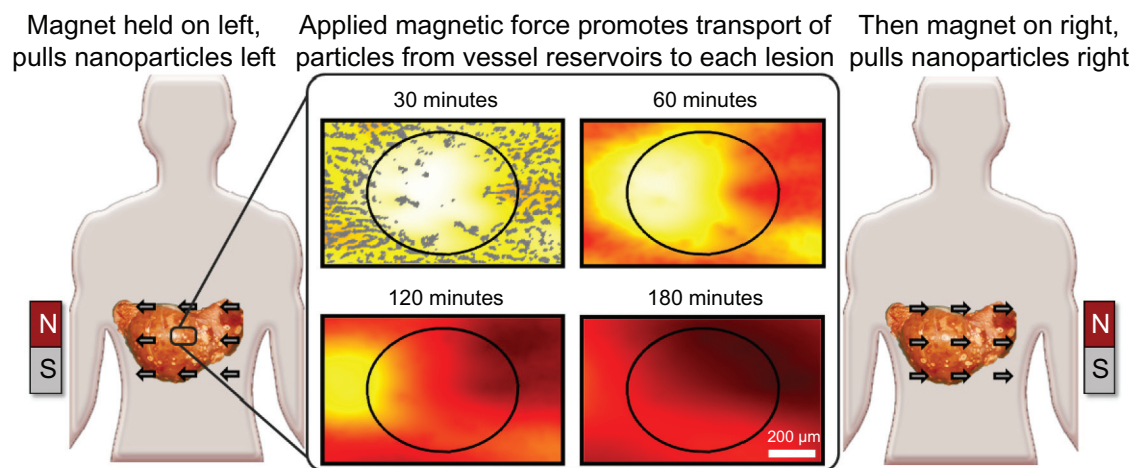 Magnet held on left,
pulls nanoparticles left
Applied magnetic force promotes transport of
particles from vessel reservoirs to each lesion
Then magnet on right,
pulls nanoparticles right
30 minutes
60 minutes
120 minutes
180 minutes
200 µm
N
S
N
S